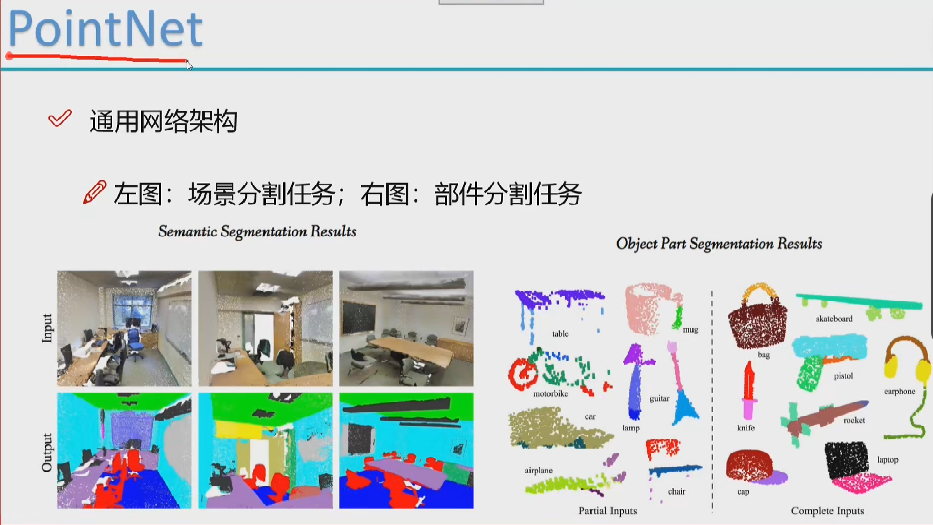 PointNet
通用网络架构
左图：场景分割任务；右图：部件分割任务
Semantic Segmentation Results
Object Part Segmentation Results
Input
Output
table
mug
motorbike
guitar
lamp
car
airplane
chair
Partial Inputs
bag
skateboard
pistol
earphone
knife
rocket
cap
laptop
Complete Inputs